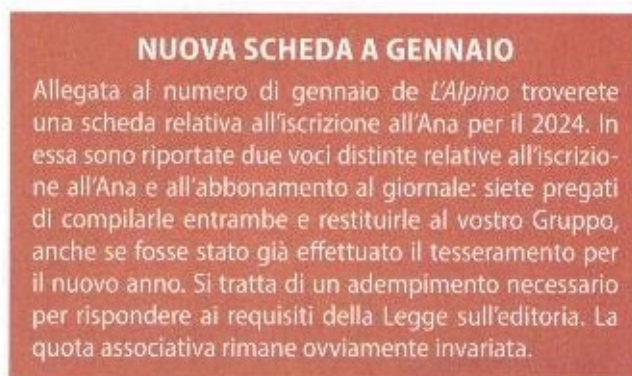 NUOVA SCHEDA A GENNAIO
Allegata al numero di gennaio de L'Alpino troverete
una scheda relativa all'iscrizione all'Ana per il 2024. In
essa sono riportate due voci distinte relative all'iscrizio-
ne all'Ana e all'abbonamento al giornale: siete pregati
di compilarle entrambe e restituirle al vostro Gruppo,
anche se fosse stato già effettuato il tesseramento per
il nuovo anno. Si tratta di un adempimento necessario
per rispondere ai requisiti della Legge sull'editoria. La
quota associativa rimane ovviamente invariata.